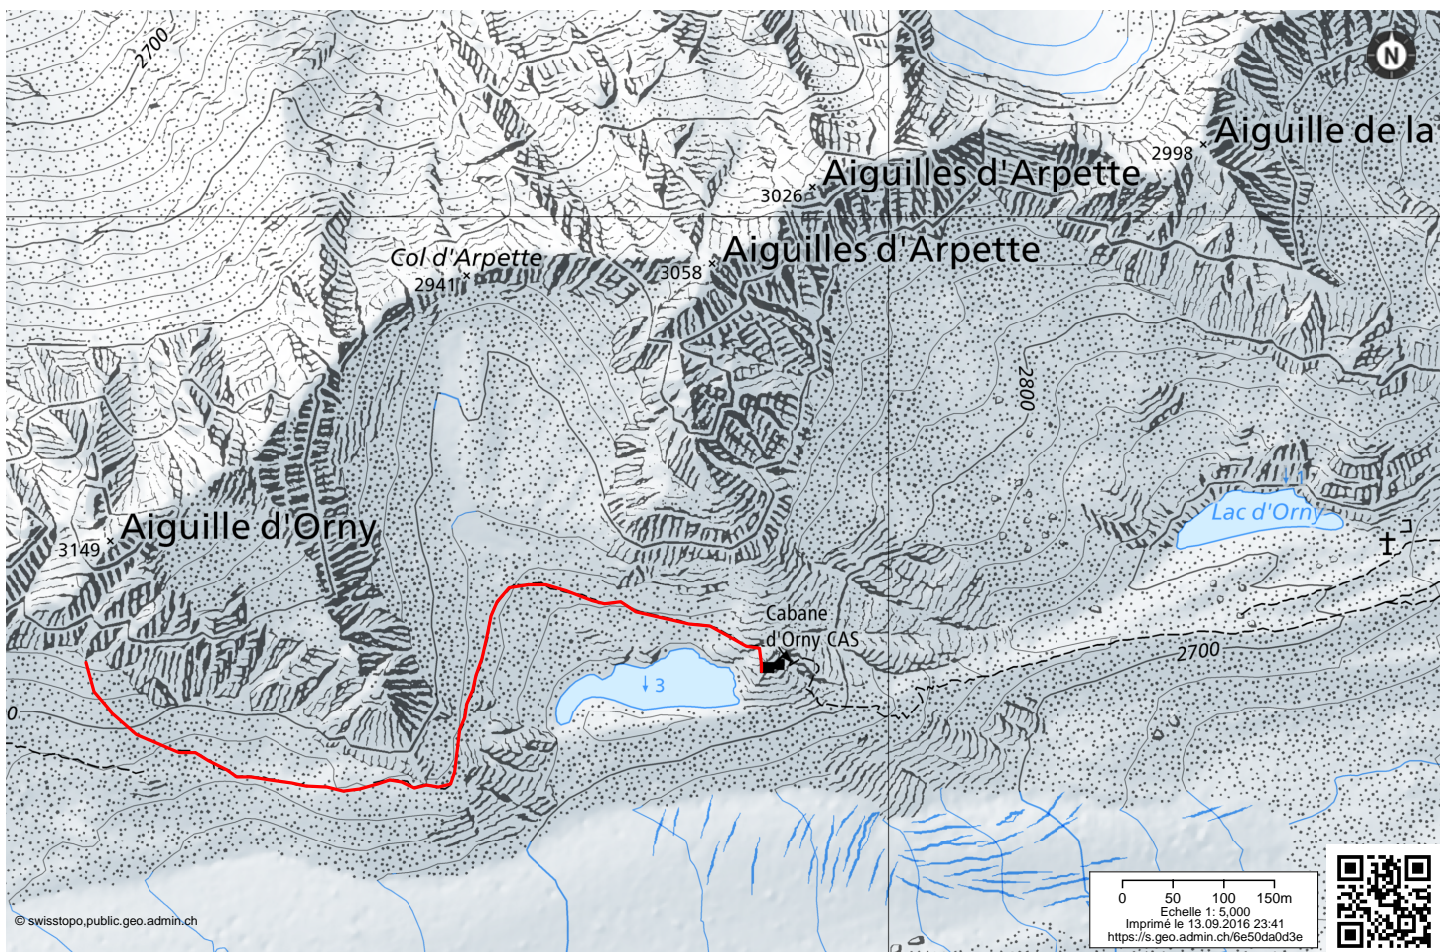 2700
N
Aiguille de la
2998
Aiguilles d'Arpette
3026
Aiguilles d'Arpette
3058
Col d'Arpette
2941
2800
Lac d'Orny
Aiguille d'Orny
3149
Cabane
d'Orny CAS
2700
3
0
0 50 100 150m
Echelle 1: 5,000
Imprimé le 13.09.2016 23:41
https://s.geo.admin.ch/6e50da0d3e
© swisstopo,public.geo.admin.ch